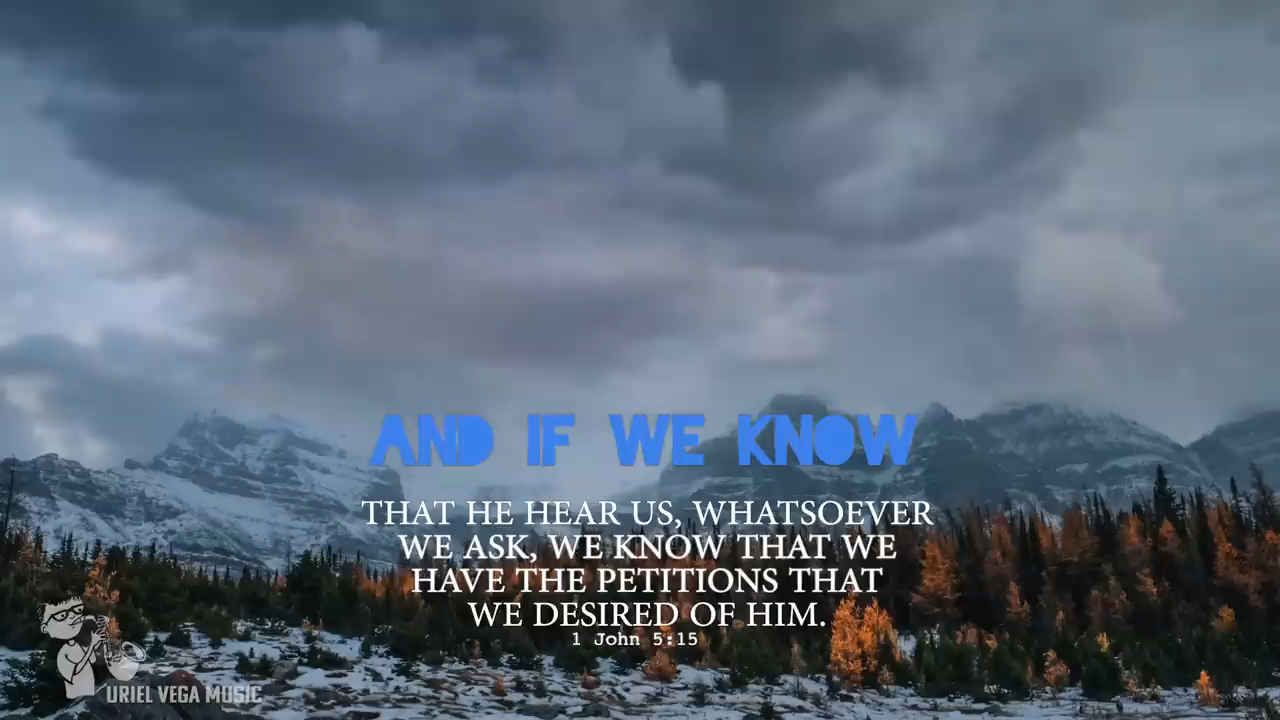 AND IF WE KNOW
THAT HE HEAR US, WHATSOEVER
WE ASK, WE KNOW THAT WE
HAVE THE PETITIONS THAT
WE DESIRED OF HIM.
1 John 5:15
URIEL VEGA MUSIC